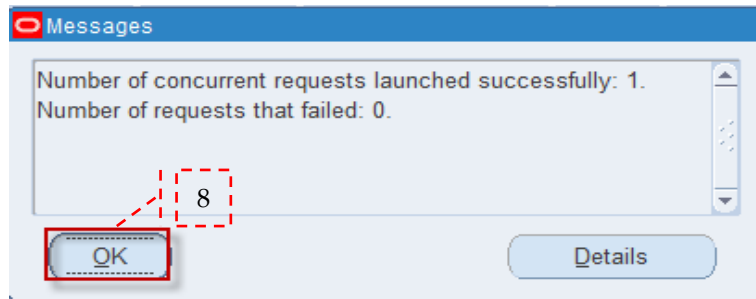 Messages
Number of concurrent requests launched successfully: 1.
Number of requests that failed: 0.
8
OK
Details